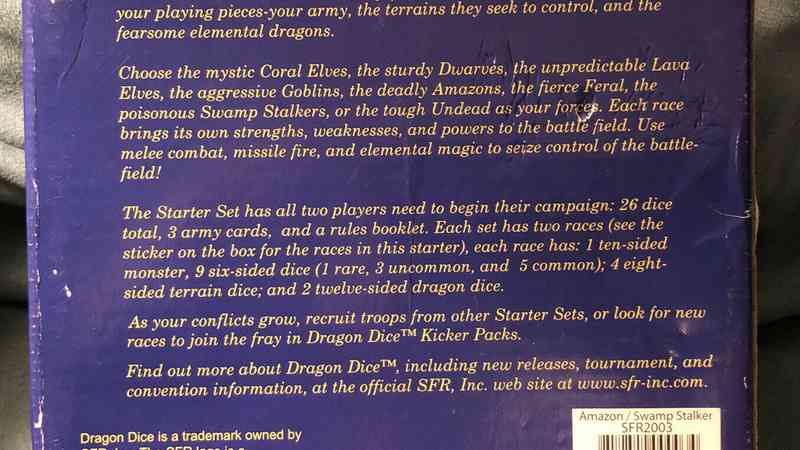 your playing pieces-your army, the terrains they seek to control, and the
fearsome elemental dragons.
Choose the mystic Coral Elves, the sturdy Dwarves, the unpredictable Lava
Elves, the aggressive Goblins, the deadly Amazons, the fierce Feral, the
poisonous Swamp Stalkers, or the tough Undead as your forces. Each race
brings its own strengths, weaknesses, and powers to the battle field. Use
melee combat, missile fire, and elemental magic to seize control of the battle-
field!
The Starter Set has all two players need to begin their campaign: 26 dice
total, 3 army cards, and a rules booklet. Each set has two races (see the
sticker on the box for the races in this starter), each race has: 1 ten-sided
monster, 9 six-sided dice (1 rare, 3 uncommon, and 5 common); 4 eight-
sided terrain dice; and 2 twelve-sided dragon dice.
As your conflicts grow, recruit troops from other Starter Sets, or look for new
races to join the fray in Dragon Dice™ Kicker Packs.
Find out more about Dragon Dice™, including new releases, tournament, and
convention information, at the official SFR, Inc. web site at www.sfr-inc.com.
Amazon / Swamp Stalker
SFR2003
Dragon Dice is a trademark owned by